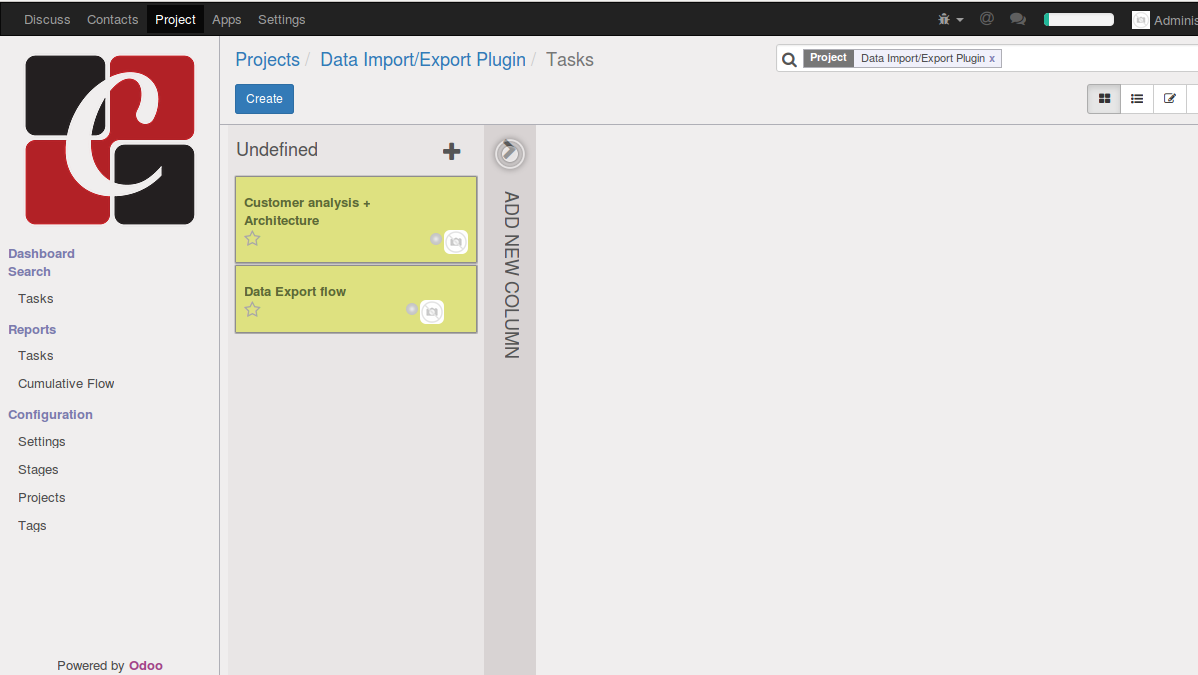 Discuss Contacts Project Apps Settings @ Adminis
Projects / Data Import/Export Plugin / Tasks
Project Data Import/Export Plugin x
Create
C
Dashboard
Search
Tasks
Reports
Tasks
Cumulative Flow
Configuration
Settings
Stages
Projects
Tags
Powered by Odoo
Undefined
Customer analysis +
Architecture
Data Export flow
ADD NEW COLUMN